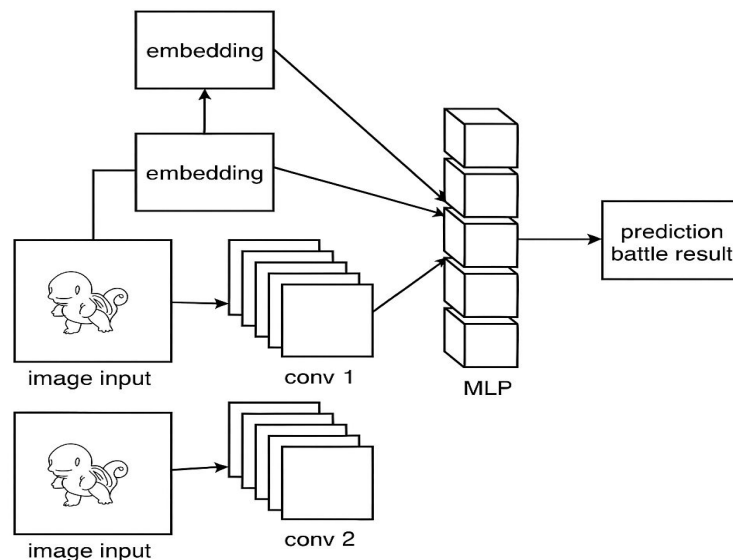 embedding
embedding
image input
conv 1
MLP
prediction
battle result
image input
conv 2